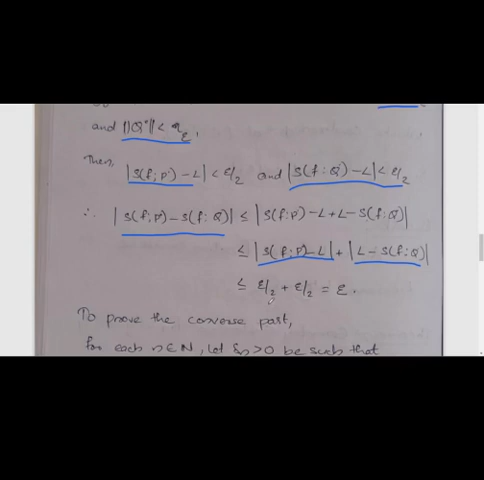 and ||Q°|| < η_ε,
Then, |S(f; P°) - L| < ε/2 and |S(f: Q°) - L| < ε/2
∴ |S(f; P°) - S(f: Q°)| ≤ |S(f: P°) - L + L - S(f: Q°)|
≤ |S(f: P°) - L| + |L - S(f: Q°)|
≤ ε/2 + ε/2 = ε.
To prove the converse part,
for each n ∈ N, let δn > 0 be such that